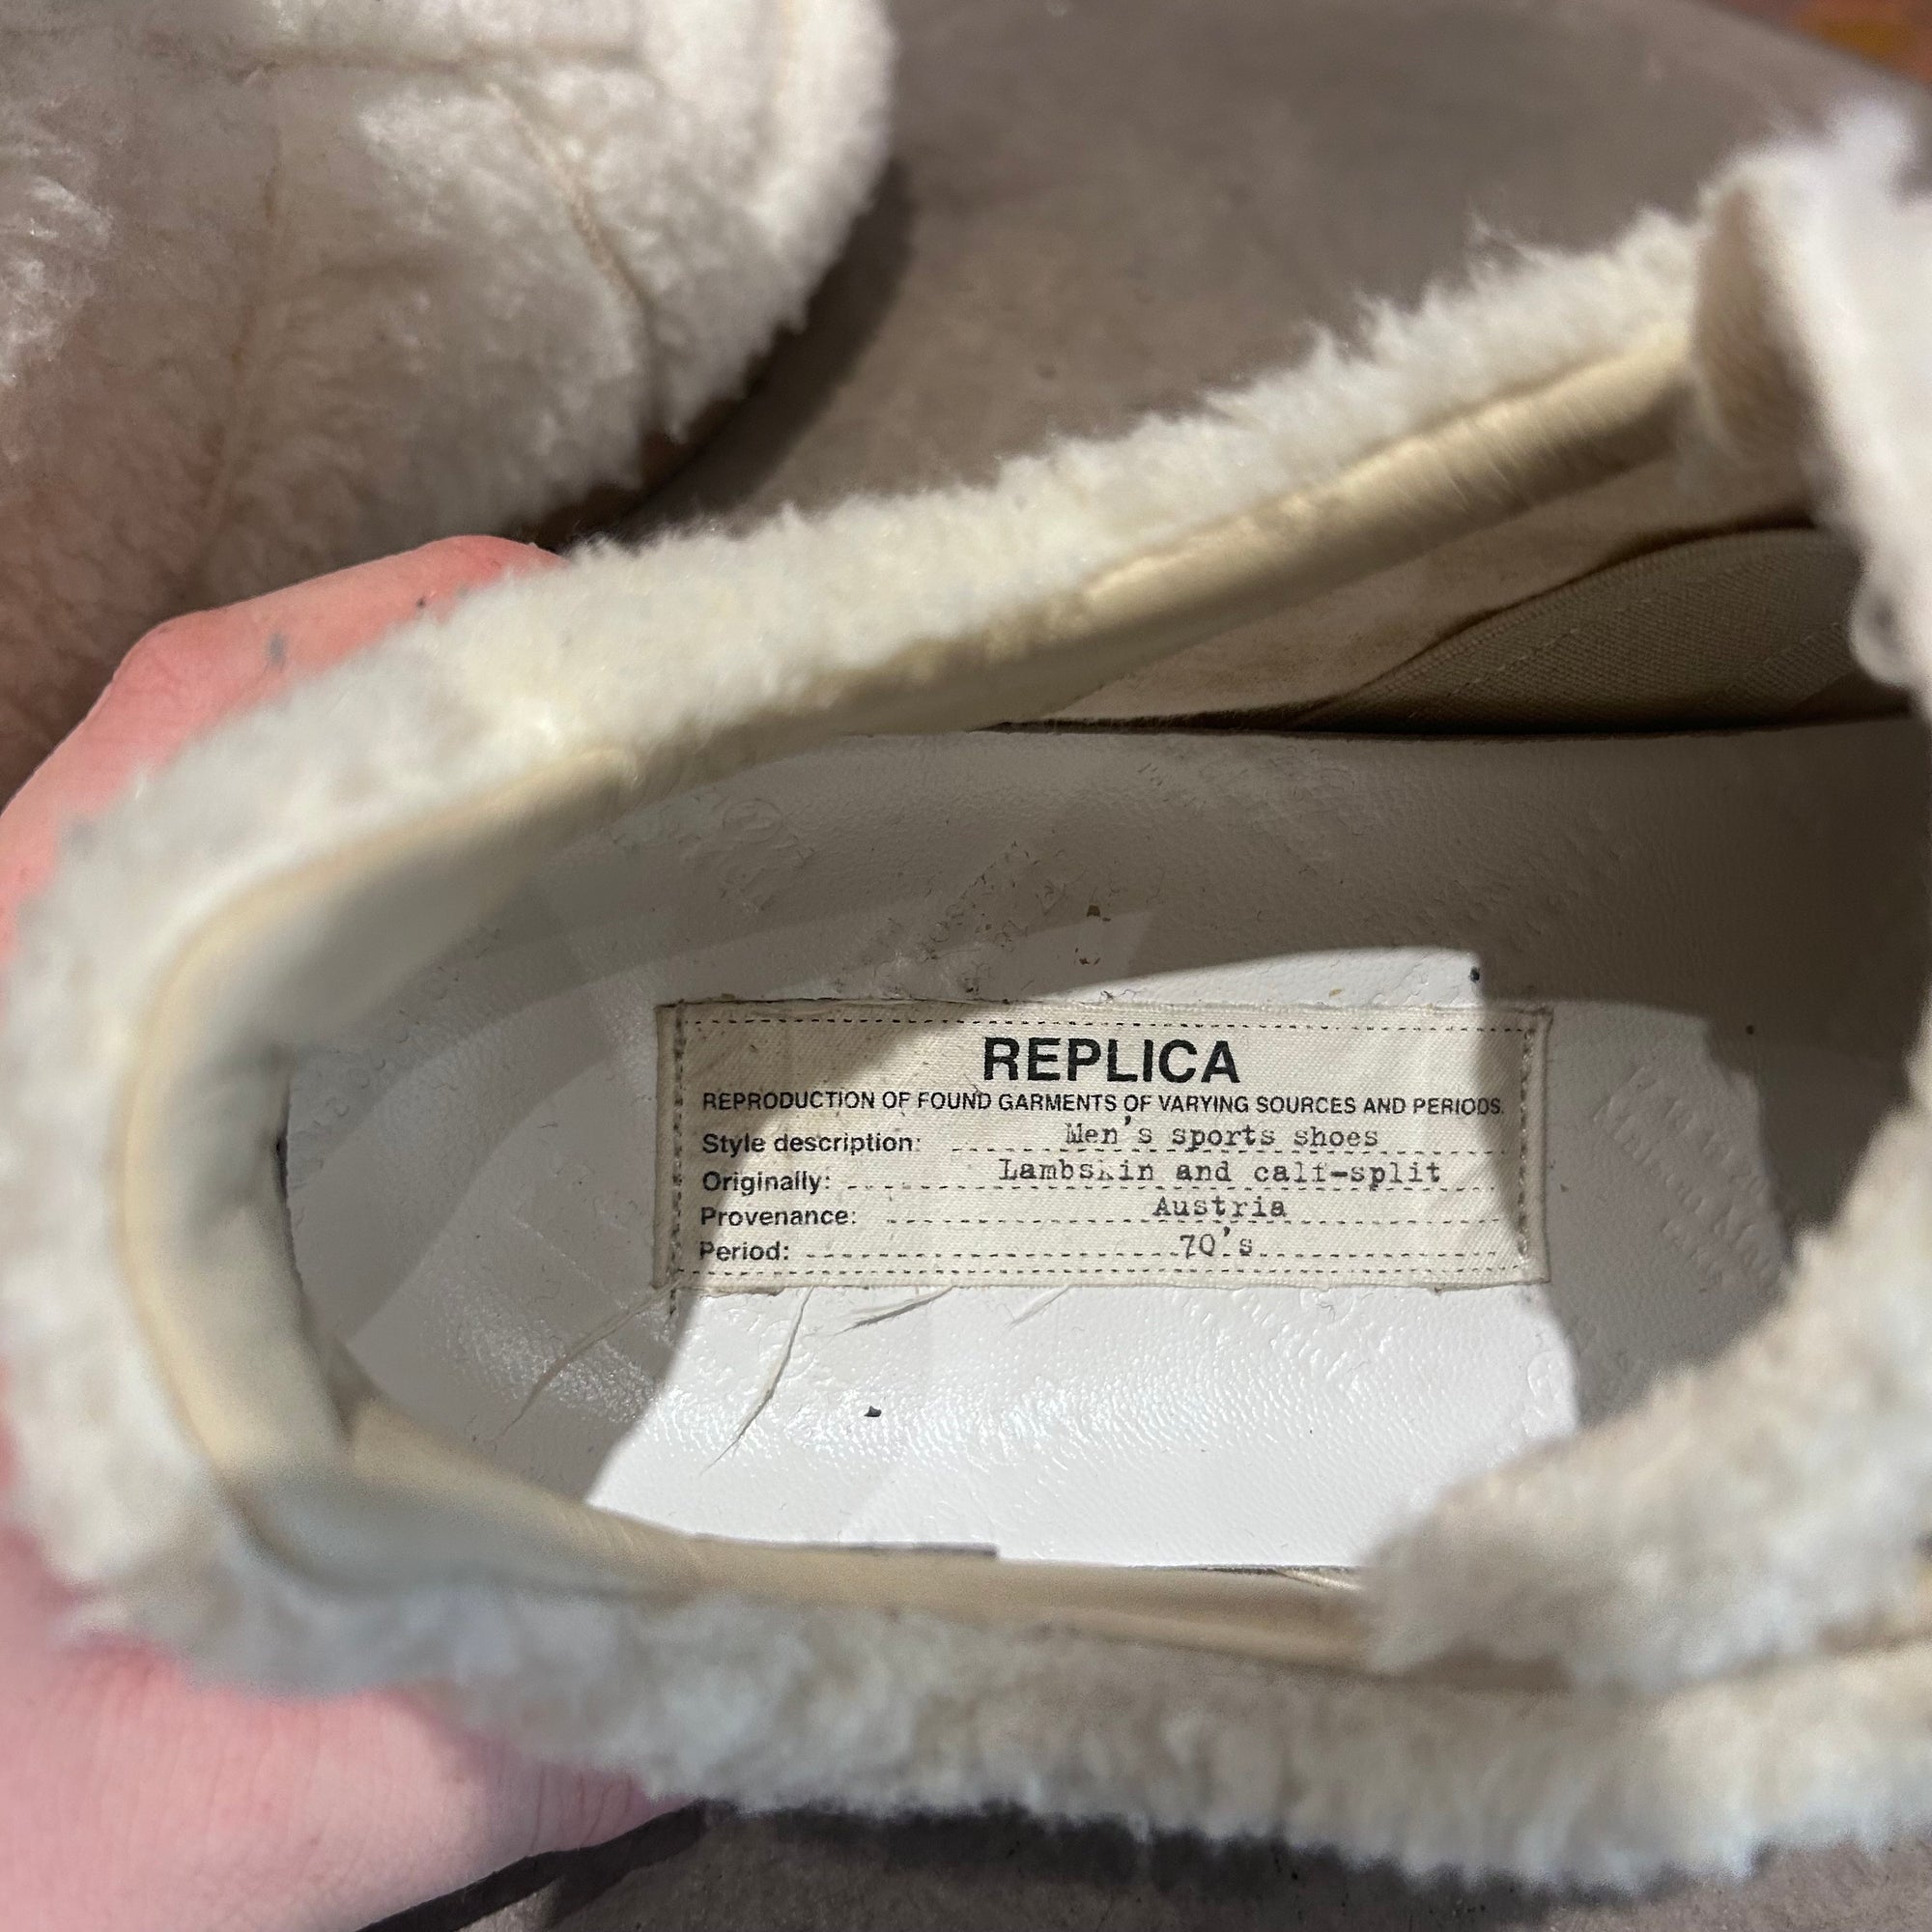 REPLICA
REPRODUCTION OF FOUND GARMENTS OF VARYING SOURCES AND PERIODS.
Style description: Men's sports shoes
Originally: Lambskin and calf-split
Provenance: Austria
Period: 70's